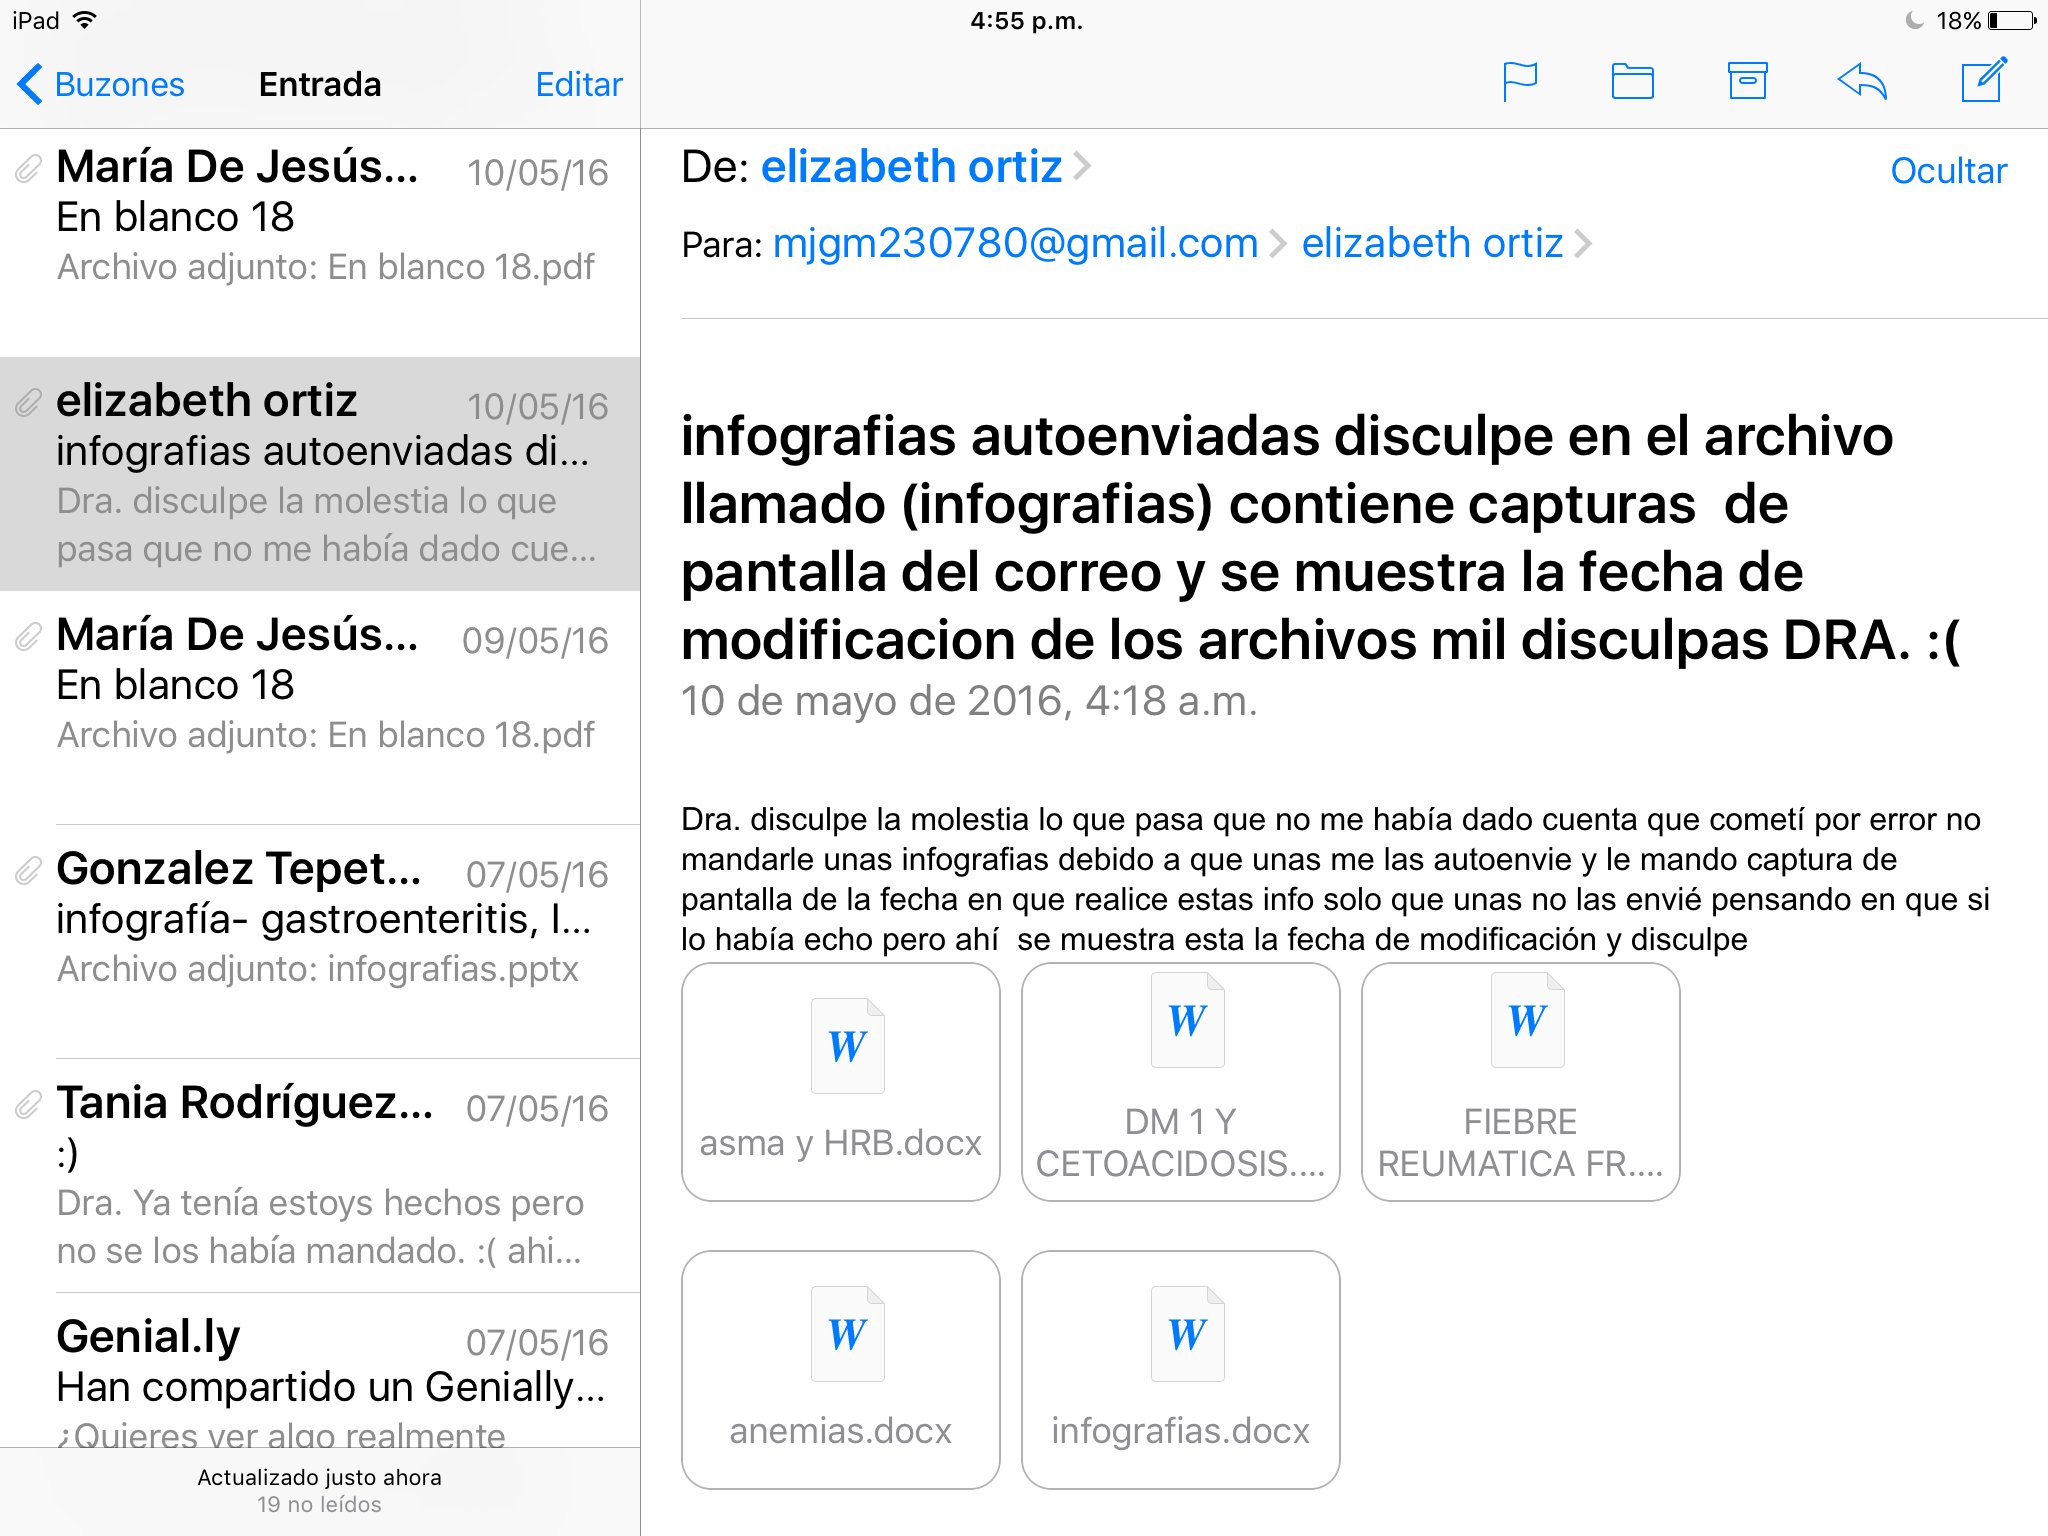 iPad
4:55 p.m.
18%
Buzones
Entrada
Editar
María De Jesús...
10/05/16
En blanco 18
Archivo adjunto: En blanco 18.pdf
elizabeth ortiz
10/05/16
infografias autoenviadas di...
Dra. disculpe la molestia lo que
pasa que no me había dado cue...
María De Jesús...
09/05/16
En blanco 18
Archivo adjunto: En blanco 18.pdf
Gonzalez Tepet...
07/05/16
infografía- gastroenteritis, I...
Archivo adjunto: infografias.pptx
Tania Rodríguez...
07/05/16
:)
Dra. Ya tenía estoys hechos pero
no se los había mandado. :( ahi...
Genial.ly
07/05/16
Han compartido un Genially...
¿Quieres ver algo realmente
Actualizado justo ahora
19 no leídos
De: elizabeth ortiz
Ocultar
Para: mjgm230780@gmail.com elizabeth ortiz
infografias autoenviadas disculpe en el archivo
llamado (infografias) contiene capturas  de
pantalla del correo y se muestra la fecha de
modificacion de los archivos mil disculpas DRA. :(
10 de mayo de 2016, 4:18 a.m.
Dra. disculpe la molestia lo que pasa que no me había dado cuenta que cometí por error no
mandarle unas infografias debido a que unas me las autoenvie y le mando captura de
pantalla de la fecha en que realice estas info solo que unas no las envié pensando en que si
lo había echo pero ahí  se muestra esta la fecha de modificación y disculpe
W
asma y HRB.docx
W
DM 1 Y
CETOACIDOSIS....
W
FIEBRE
REUMATICA FR....
W
anemias.docx
W
infografias.docx